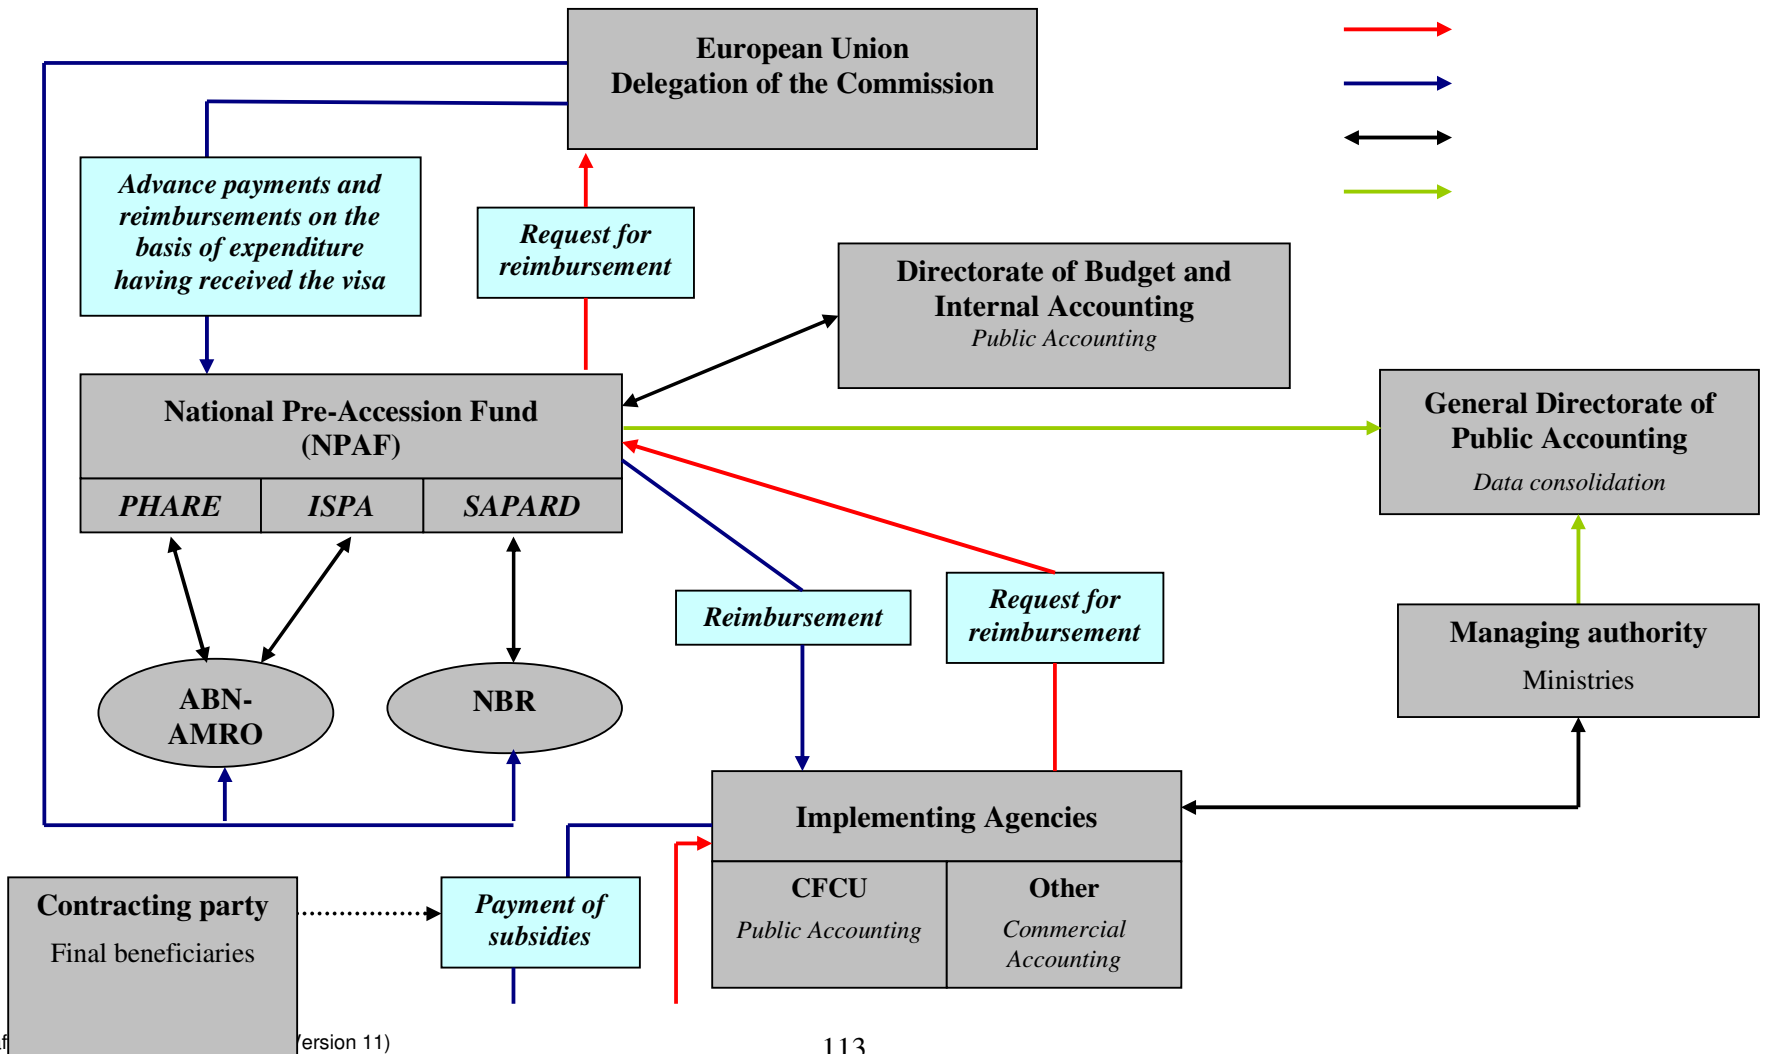 European Union
Delegation of the Commission
Advance payments and
reimbursements on the
basis of expenditure
having received the visa
Request for
reimbursement
Directorate of Budget and
Internal Accounting
Public Accounting
National Pre-Accession Fund
(NPAF)
PHARE
ISPA
SAPARD
General Directorate of
Public Accounting
Data consolidation
Reimbursement
Request for
reimbursement
Managing authority
Ministries
ABN-
AMRO
NBR
Implementing Agencies
CFCU
Public Accounting
Other
Commercial
Accounting
Contracting party
Final beneficiaries
Payment of
subsidies
ersion 11)
113